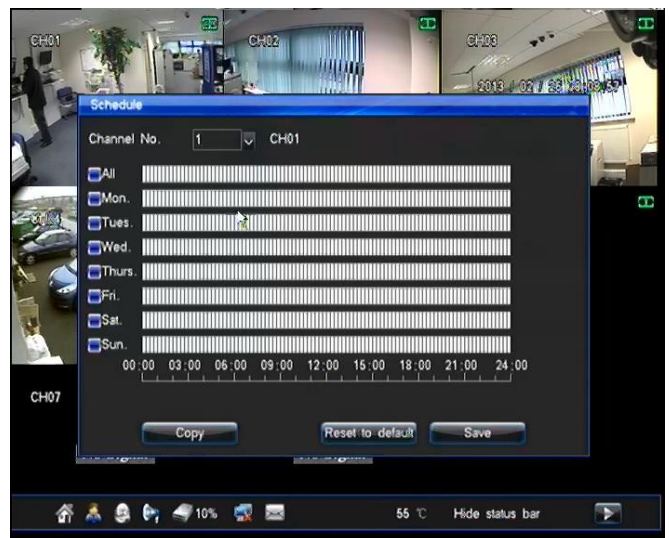 CH01
CH02
CH03
2013 / 02 / 26
Schedule
Channel No. 1 CH01
All
Mon.
Tues.
Wed.
Thurs.
Fri.
Sat.
Sun.
00:00 03:00 06:00 09:00 12:00 15:00 18:00 21:00 24:00
Copy Reset to default Save
CH07
10% 55 °C Hide status bar